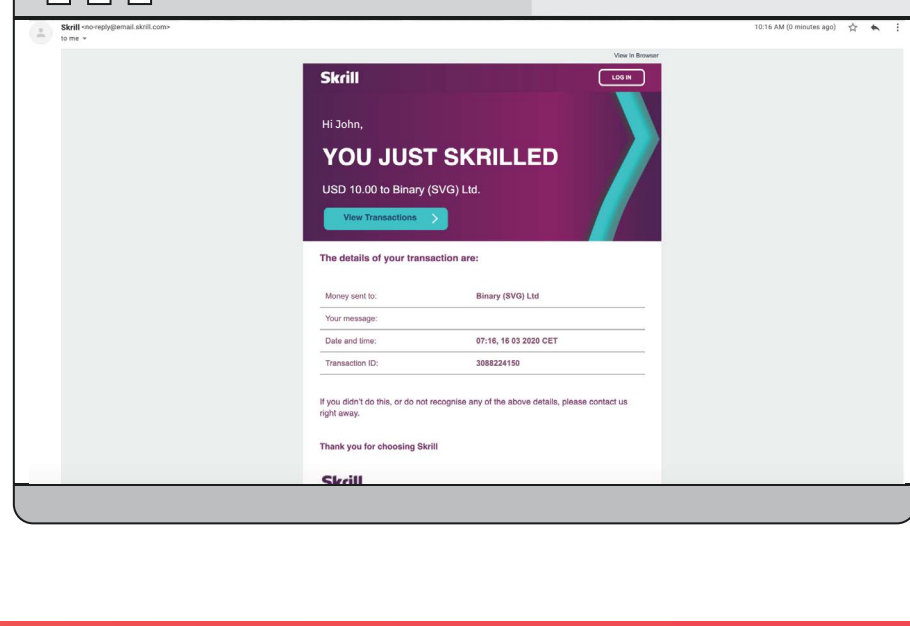 Skrill <no-reply@email.skrill.com>
10:16 AM (0 minutes ago)
to me
View in Browser
Skrill
LOG IN
Hi John,
YOU JUST SKRILLED
USD 10.00 to Binary (SVG) Ltd.
View Transactions
The details of your transaction are:
Money sent to: Binary (SVG) Ltd
Your message:
Date and time: 07:16, 16 03 2020 CET
Transaction ID: 3088224150
If you didn't do this, or do not recognise any of the above details, please contact us
right away.
Thank you for choosing Skrill
Skrill